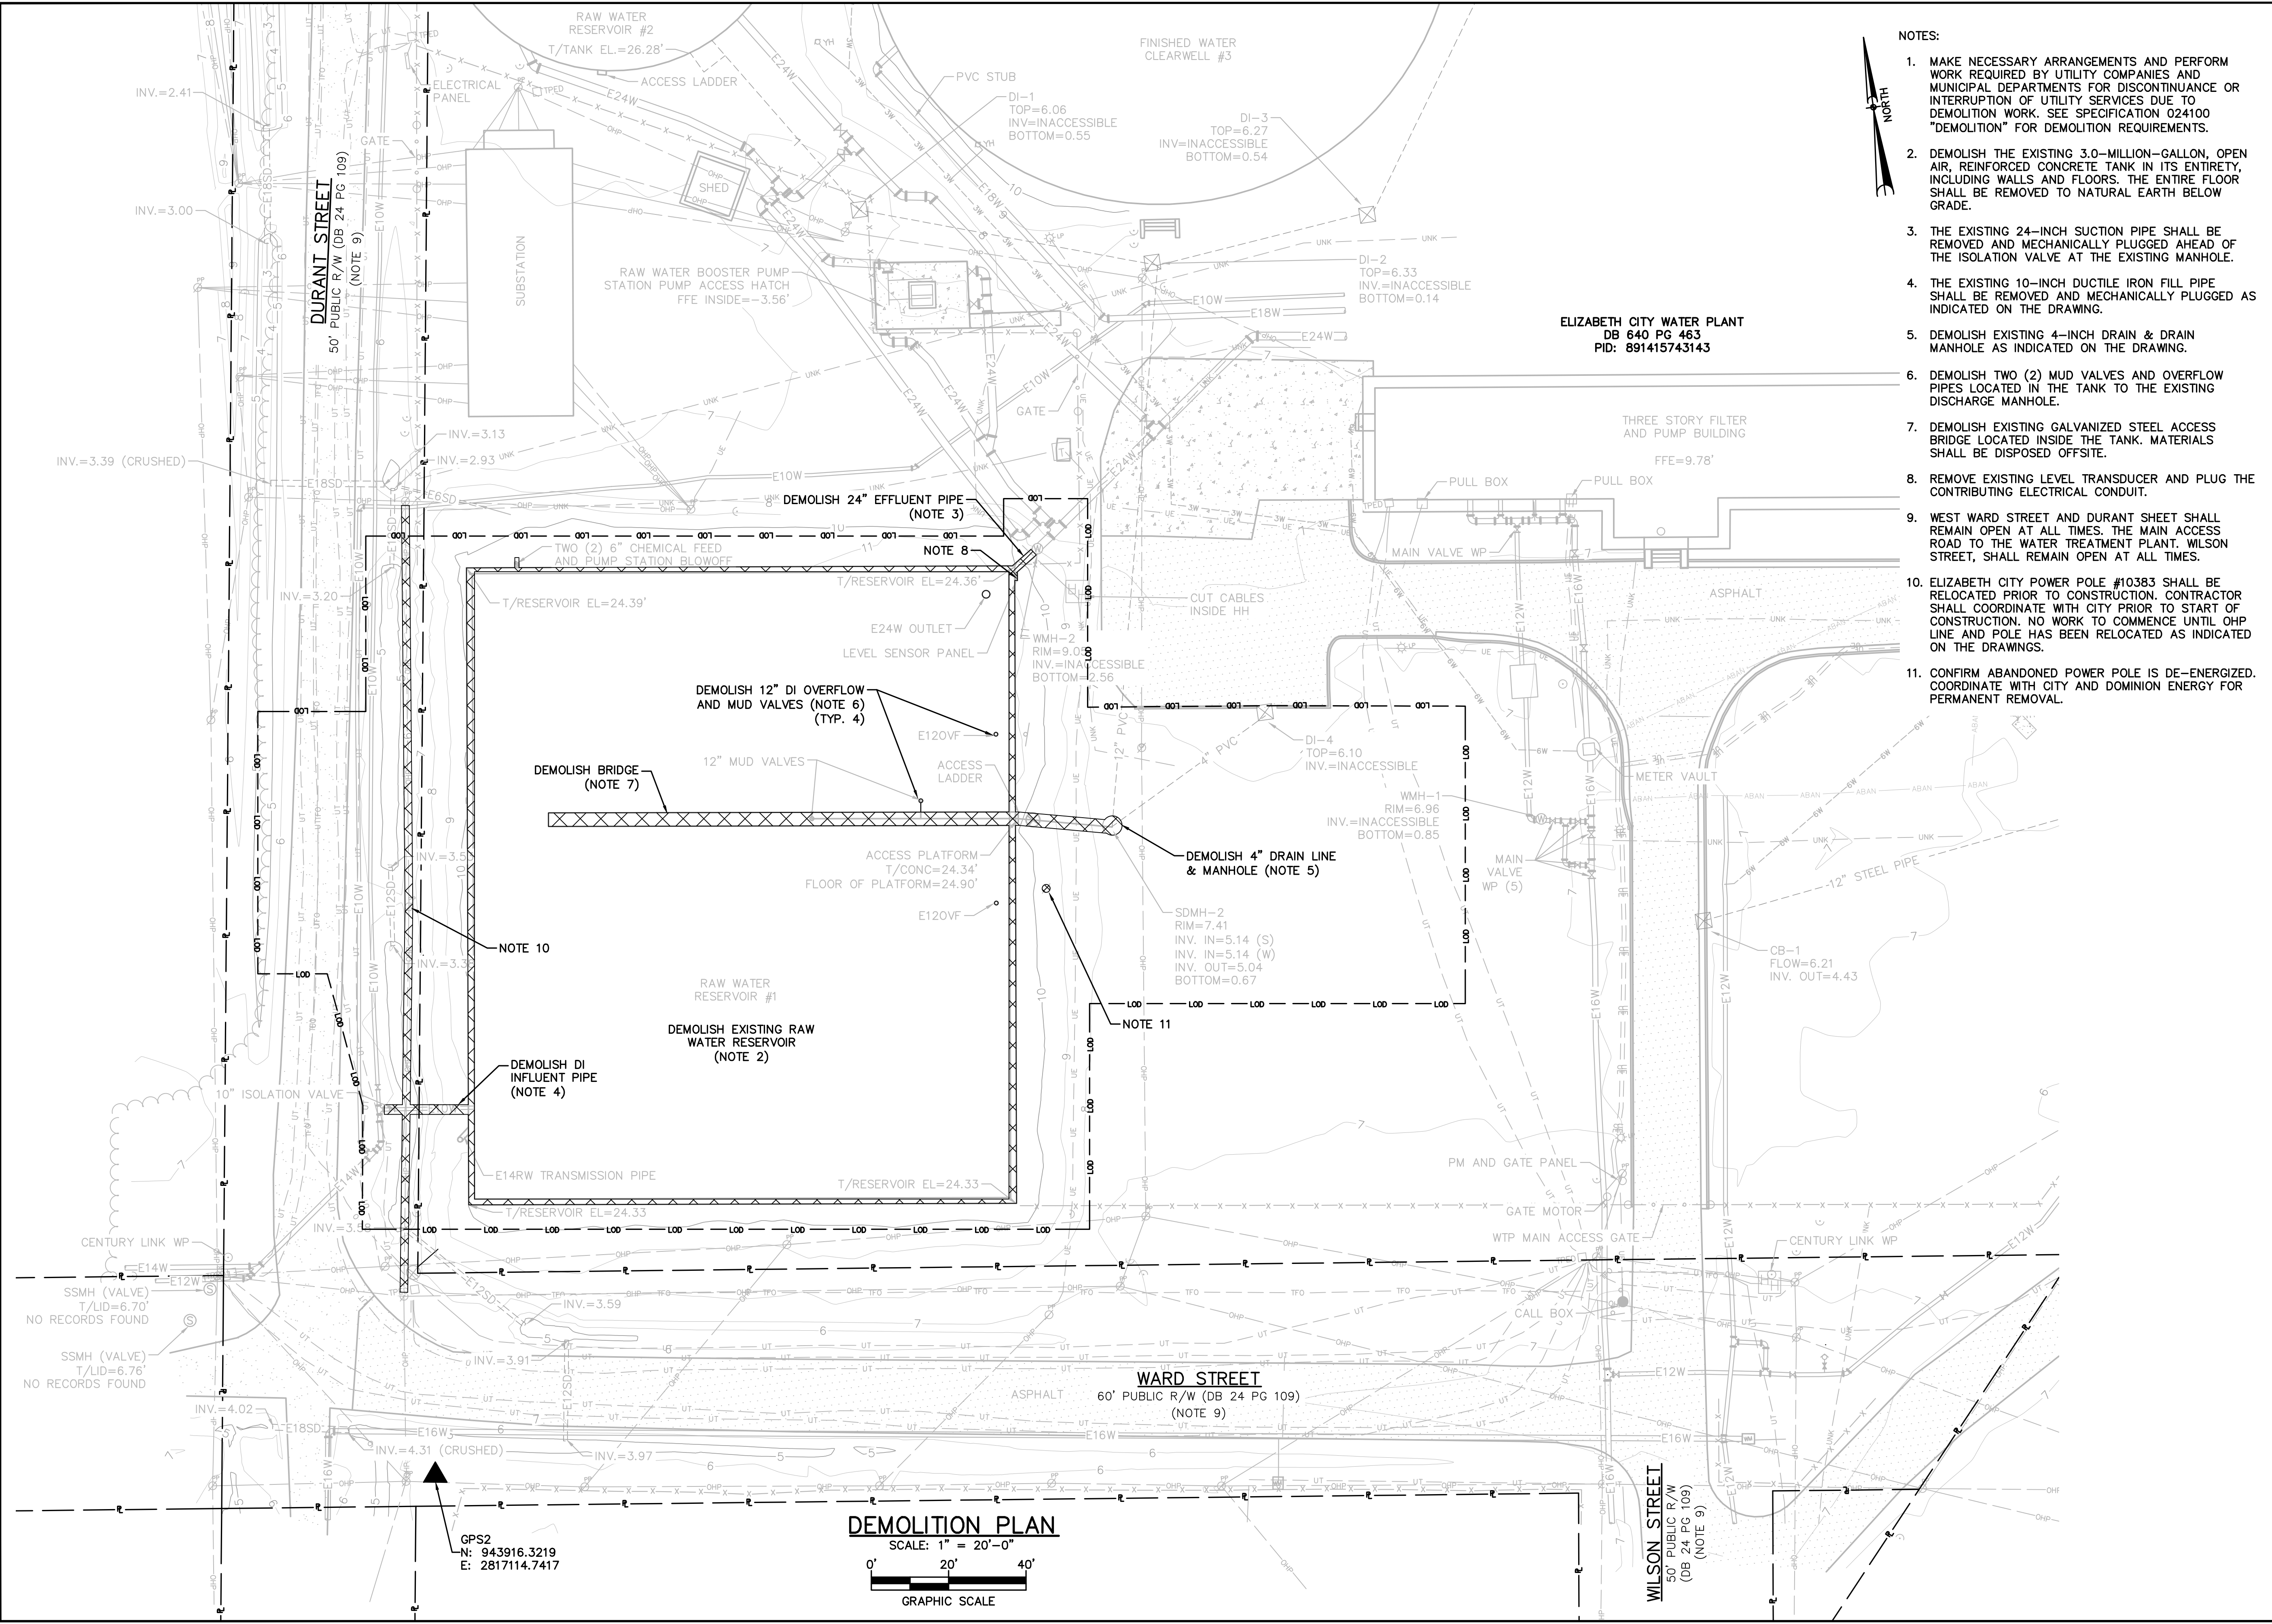 NOTES:
1. MAKE NECESSARY ARRANGEMENTS AND PERFORM
WORK REQUIRED BY UTILITY COMPANIES AND
MUNICIPAL DEPARTMENTS FOR DISCONTINUANCE OR
INTERRUPTION OF UTILITY SERVICES DUE TO
DEMOLITION WORK. SEE SPECIFICATION 024100
"DEMOLITION" FOR DEMOLITION REQUIREMENTS.
2. DEMOLISH THE EXISTING 3.0-MILLION-GALLON, OPEN
AIR, REINFORCED CONCRETE TANK IN ITS ENTIRETY,
INCLUDING WALLS AND FLOORS. THE ENTIRE FLOOR
SHALL BE REMOVED TO NATURAL EARTH BELOW
GRADE.
3. THE EXISTING 24-INCH SUCTION PIPE SHALL BE
REMOVED AND MECHANICALLY PLUGGED AHEAD OF
THE ISOLATION VALVE AT THE EXISTING MANHOLE.
4. THE EXISTING 10-INCH DUCTILE IRON FILL PIPE
SHALL BE REMOVED AND MECHANICALLY PLUGGED AS
INDICATED ON THE DRAWING.
5. DEMOLISH EXISTING 4-INCH DRAIN & DRAIN
MANHOLE AS INDICATED ON THE DRAWING.
6. DEMOLISH TWO (2) MUD VALVES AND OVERFLOW
PIPES LOCATED IN THE TANK TO THE EXISTING
DISCHARGE MANHOLE.
7. DEMOLISH EXISTING GALVANIZED STEEL ACCESS
BRIDGE LOCATED INSIDE THE TANK. MATERIALS
SHALL BE DISPOSED OFFSITE.
8. REMOVE EXISTING LEVEL TRANSDUCER AND PLUG THE
CONTRIBUTING ELECTRICAL CONDUIT.
9. WEST WARD STREET AND DURANT SHEET SHALL
REMAIN OPEN AT ALL TIMES. THE MAIN ACCESS
ROAD TO THE WATER TREATMENT PLANT. WILSON
STREET, SHALL REMAIN OPEN AT ALL TIMES.
10. ELIZABETH CITY POWER POLE #10383 SHALL BE
RELOCATED PRIOR TO CONSTRUCTION. CONTRACTOR
SHALL COORDINATE WITH CITY PRIOR TO START OF
CONSTRUCTION. NO WORK TO COMMENCE UNTIL OHP
LINE AND POLE HAS BEEN RELOCATED AS INDICATED
ON THE DRAWINGS.
11. CONFIRM ABANDONED POWER POLE IS DE-ENERGIZED.
COORDINATE WITH CITY AND DOMINION ENERGY FOR
PERMANENT REMOVAL.
NORTH
RAW WATER
RESERVOIR #2
T/TANK EL.=26.28'
ACCESS LADDER
ELECTRICAL
PANEL
TPED
FINISHED WATER
CLEARWELL #3
PVC STUB
DI-1
TOP=6.06
INV=INACCESSIBLE
BOTTOM=0.55
DI-3
TOP=6.27
INV=INACCESSIBLE
BOTTOM=0.54
INV.=2.41
GATE
INV.=3.00
DURANT STREET
50' PUBLIC R/W (DB 24 PG 109)
(NOTE 9)
SUBSTATION
SHED
RAW WATER BOOSTER PUMP
STATION PUMP ACCESS HATCH
FFE INSIDE=-3.56'
DI-2
TOP=6.33
INV.=INACCESSIBLE
BOTTOM=0.14
E10W
E18W
E24W
ELIZABETH CITY WATER PLANT
DB 640 PG 463
PID: 891415743143
GATE
THREE STORY FILTER
AND PUMP BUILDING
FFE=9.78'
INV.=3.13
INV.=2.93
INV.=3.39 (CRUSHED)
E18SD
E6SD
E10W
PULL BOX
PULL BOX
DEMOLISH 24" EFFLUENT PIPE
(NOTE 3)
NOTE 8
TWO (2) 6" CHEMICAL FEED
AND PUMP STATION BLOWOFF
MAIN VALVE WP
T/RESERVOIR EL=24.36'
T/RESERVOIR EL=24.39'
INV.=3.20
CUT CABLES
INSIDE HH
ASPHALT
E24W OUTLET
LEVEL SENSOR PANEL
WMH-2
RIM=9.05
INV.=INACCESSIBLE
BOTTOM=2.56
DEMOLISH 12" DI OVERFLOW
AND MUD VALVES (NOTE 6)
(TYP. 4)
E12OVF
12" PVC
4" PVC
DI-4
TOP=6.10
INV.=INACCESSIBLE
12" MUD VALVES
ACCESS
LADDER
DEMOLISH BRIDGE
(NOTE 7)
METER VAULT
WMH-1
RIM=6.96
INV.=INACCESSIBLE
BOTTOM=0.85
ACCESS PLATFORM
T/CONC=24.34'
FLOOR OF PLATFORM=24.90'
DEMOLISH 4" DRAIN LINE
& MANHOLE (NOTE 5)
MAIN
VALVE
WP (5)
12" STEEL PIPE
E12OVF
SDMH-2
RIM=7.41
INV. IN=5.14 (S)
INV. IN=5.14 (W)
INV. OUT=5.04
BOTTOM=0.67
NOTE 10
CB-1
FLOW=6.21
INV. OUT=4.43
RAW WATER
RESERVOIR #1
DEMOLISH EXISTING RAW
WATER RESERVOIR
(NOTE 2)
NOTE 11
DEMOLISH DI
INFLUENT PIPE
(NOTE 4)
10" ISOLATION VALVE
E14RW TRANSMISSION PIPE
T/RESERVOIR EL=24.33
T/RESERVOIR EL=24.33
PM AND GATE PANEL
GATE MOTOR
WTP MAIN ACCESS GATE
CENTURY LINK WP
CENTURY LINK WP
E14W
E12W
SSMH (VALVE)
T/LID=6.70'
NO RECORDS FOUND
INV.=3.59
CALL BOX
SSMH (VALVE)
T/LID=6.76'
NO RECORDS FOUND
INV.=3.91
E12SD
E12W
WARD STREET
60' PUBLIC R/W (DB 24 PG 109)
(NOTE 9)
ASPHALT
INV.=4.02
E18SD
E16W
E16W
E16W
INV.=4.31 (CRUSHED)
INV.=3.97
GPS2
N: 943916.3219
E: 2817114.7417
WILSON STREET
50' PUBLIC R/W
(DB 24 PG 109)
(NOTE 9)
DEMOLITION PLAN
SCALE: 1" = 20'-0"
0' 20' 40'
GRAPHIC SCALE